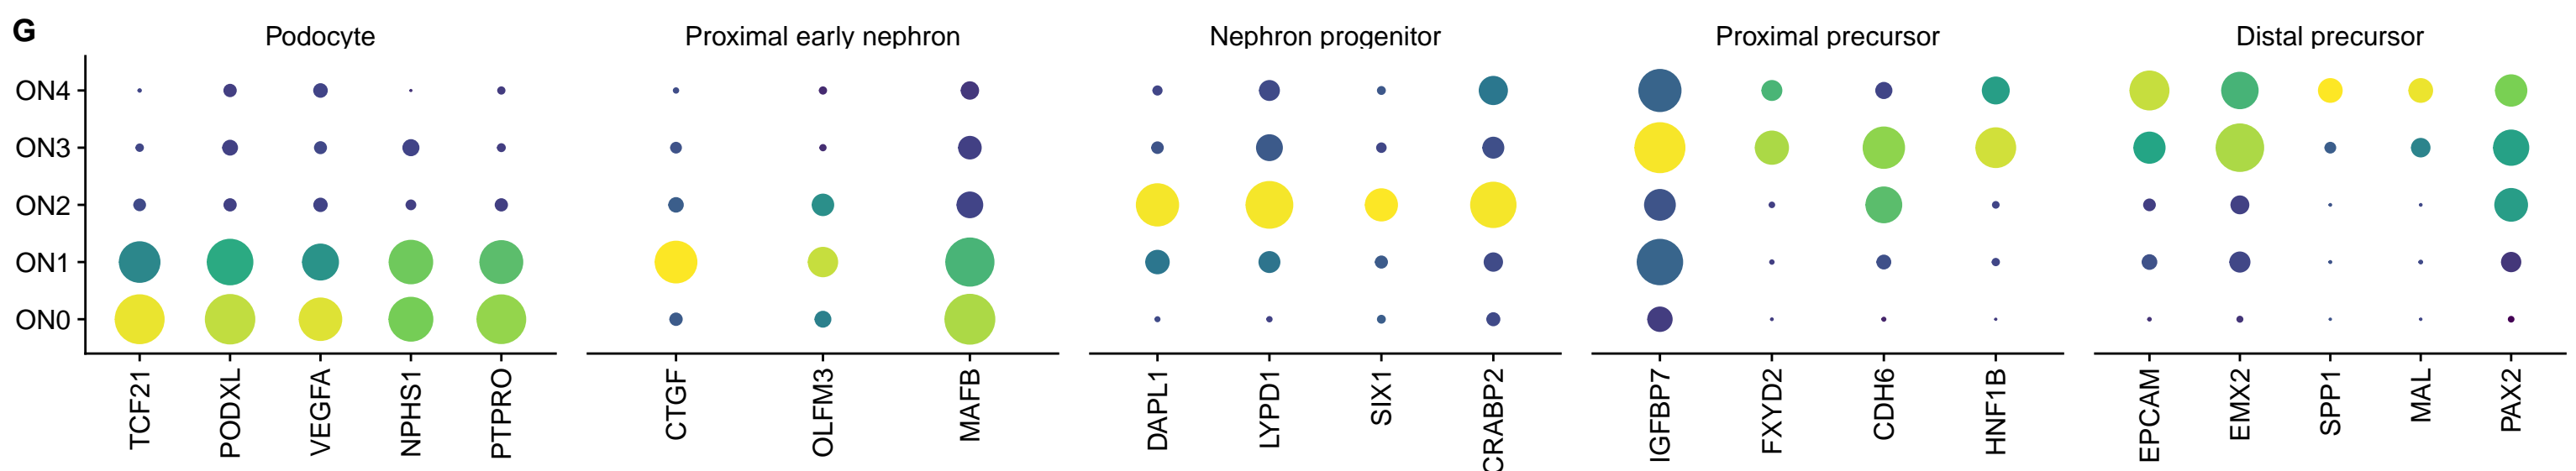 G
Podocyte
Proximal early nephron
Nephron progenitor
Proximal precursor
Distal precursor
ON4
ON3
ON2
ON1
ON0
TCF21
PODXL
VEGFA
NPHS1
PTPRO
CTGF
OLFM3
MAFB
DAPL1
LYPD1
SIX1
CRABP2
IGFBP7
FXYD2
CDH6
HNF1B
EPCAM
EMX2
SPP1
MAL
PAX2